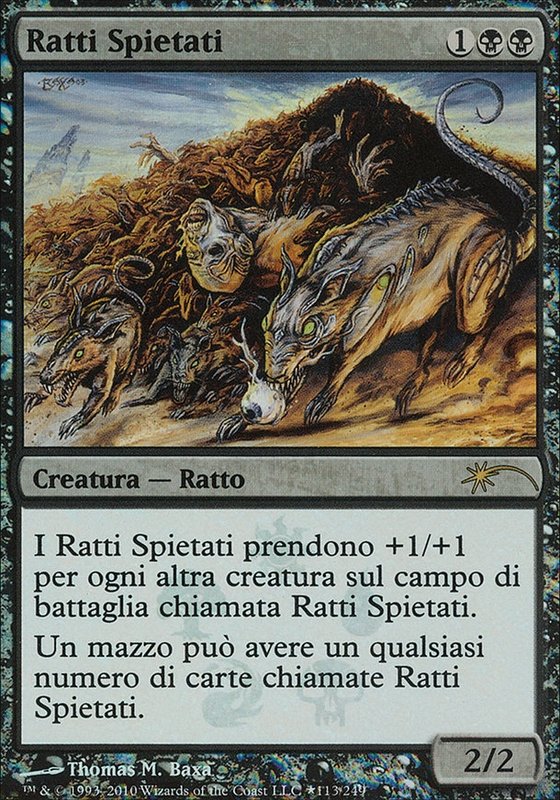 Ratti Spietati
1
Creatura — Ratto
I Ratti Spietati prendono +1/+1
per ogni altra creatura sul campo di
battaglia chiamata Ratti Spietati.
Un mazzo può avere un qualsiasi
numero di carte chiamate Ratti
Spietati.
2/2
Thomas M. Baxa
™ & © 1993-2010 Wizards of the Coast LLC